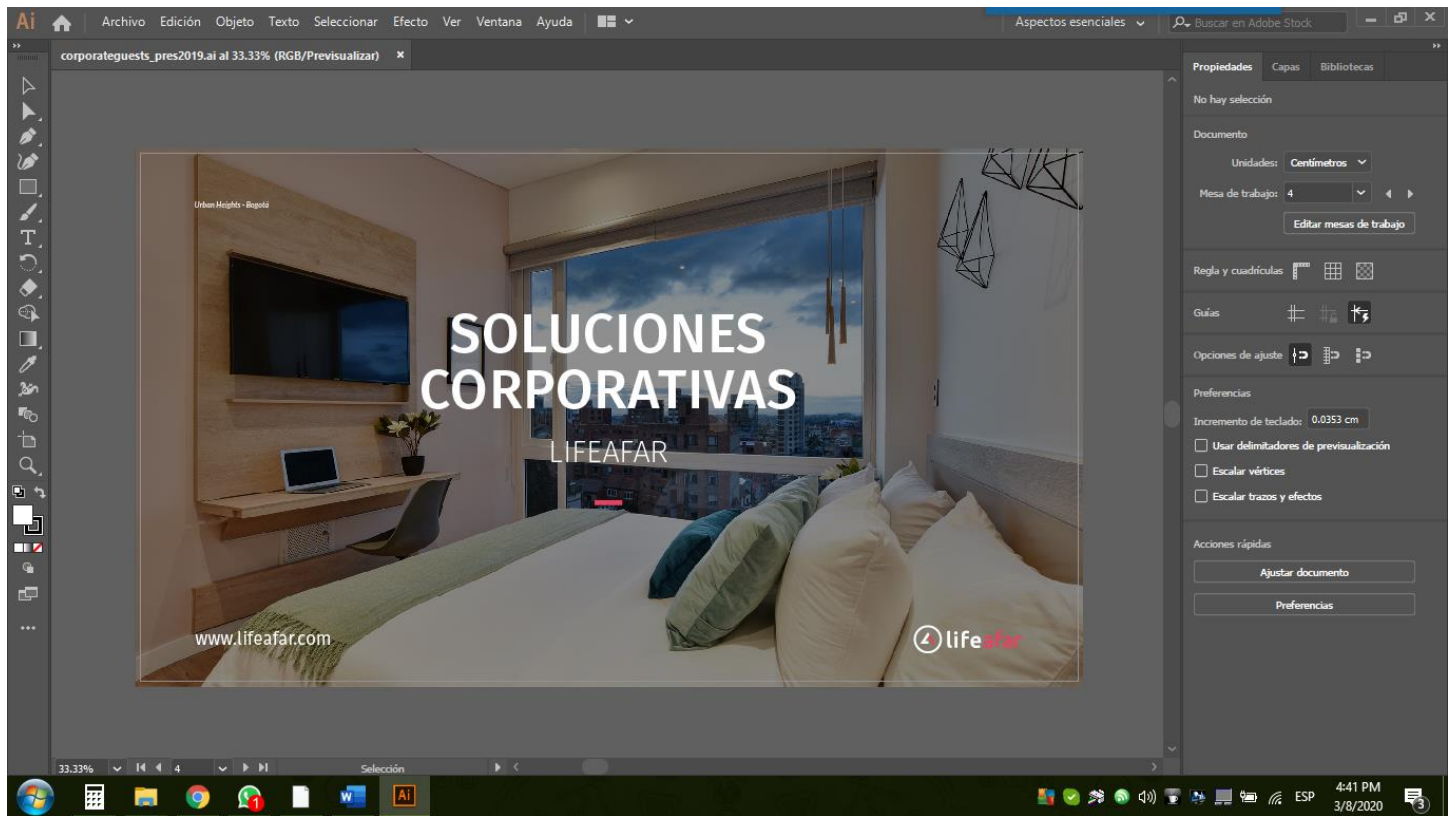 Ai Archivo Edición Objeto Texto Seleccionar Efecto Ver Ventana Ayuda Aspectos esenciales Buscar en Adobe Stock
corporateguests_pres2019.ai al 33.33% (RGB/Previsualizar)
Propiedades Capas Bibliotecas
No hay selección
Documento
Unidades: Centímetros
Mesa de trabajo: 4
Editar mesas de trabajo
Regla y cuadrículas
Guías
Opciones de ajuste
Preferencias
Incremento de teclado: 0.0353 cm
Usar delimitadores de previsualización
Escalar vértices
Escalar trazos y efectos
Acciones rápidas
Ajustar documento
Preferencias
Urban Heights - Bogotá
SOLUCIONES
CORPORATIVAS
LIFEAFAR
www.lifeafar.com
lifeafar
33.33% 4 Selección
W Ai ESP 4:41 PM
3/8/2020 3